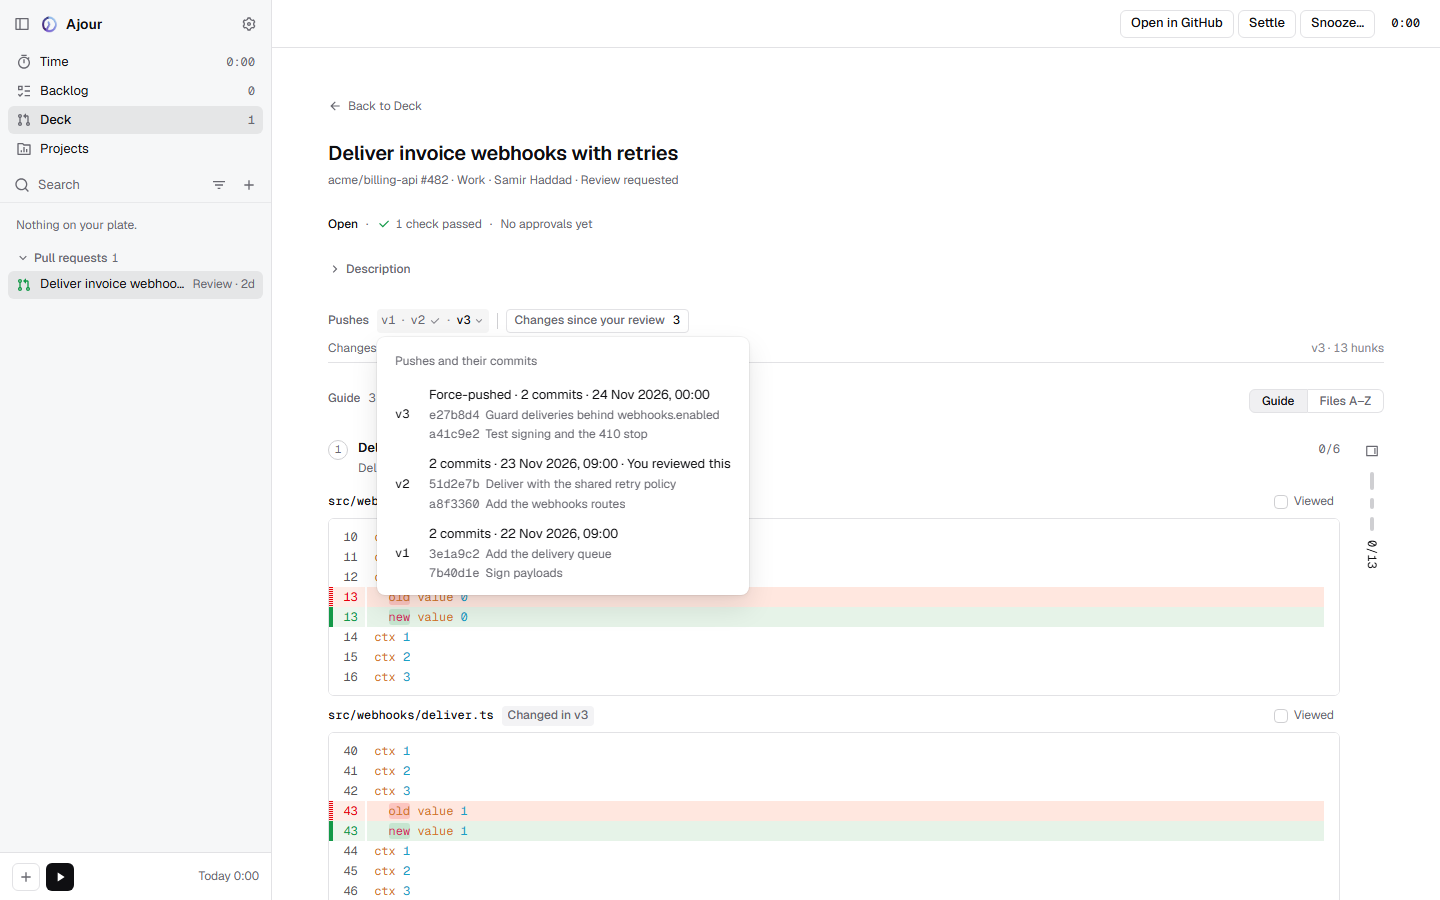 Ajour
Time 0:00
Backlog 0
Deck 1
Projects
Search
Nothing on your plate.
Pull requests 1
Deliver invoice webhoo... Review · 2d
Today 0:00
Open in GitHub Settle Snooze... 0:00
Back to Deck
Deliver invoice webhooks with retries
acme/billing-api #482 · Work · Samir Haddad · Review requested
Open · 1 check passed · No approvals yet
Description
Pushes v1 · v2 · v3 Changes since your review 3
Changes v3 · 13 hunks
Pushes and their commits
Force-pushed · 2 commits · 24 Nov 2026, 00:00
v3
e27b8d4 Guard deliveries behind webhooks.enabled
a41c9e2 Test signing and the 410 stop
2 commits · 23 Nov 2026, 09:00 · You reviewed this
v2
51d2e7b Deliver with the shared retry policy
a8f3360 Add the webhooks routes
2 commits · 22 Nov 2026, 09:00
v1
3e1a9c2 Add the delivery queue
7b40d1e Sign payloads
Guide 3 Guide Files A–Z
1 Del 0/6
Del
src/web Viewed
0/13
10
11
12
13 old value 0
13 new value 0
14 ctx 1
15 ctx 2
16 ctx 3
src/webhooks/deliver.ts Changed in v3 Viewed
40 ctx 1
41 ctx 2
42 ctx 3
43 old value 1
43 new value 1
44 ctx 1
45 ctx 2
46 ctx 3